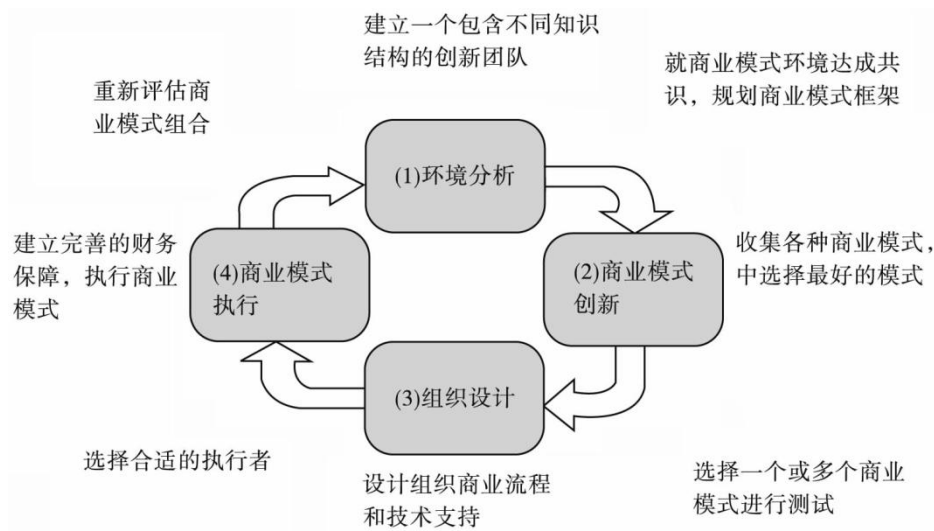 建立一个包含不同知识
结构的创新团队
就商业模式环境达成共
识，规划商业模式框架
重新评估商
业模式组合
(1)环境分析
建立完善的财务
保障，执行商业
模式
(4)商业模式
执行
(2)商业模式
创新
收集各种商业模式，
中选择最好的模式
(3)组织设计
选择合适的执行者
设计组织商业流程
和技术支持
选择一个或多个商业
模式进行测试